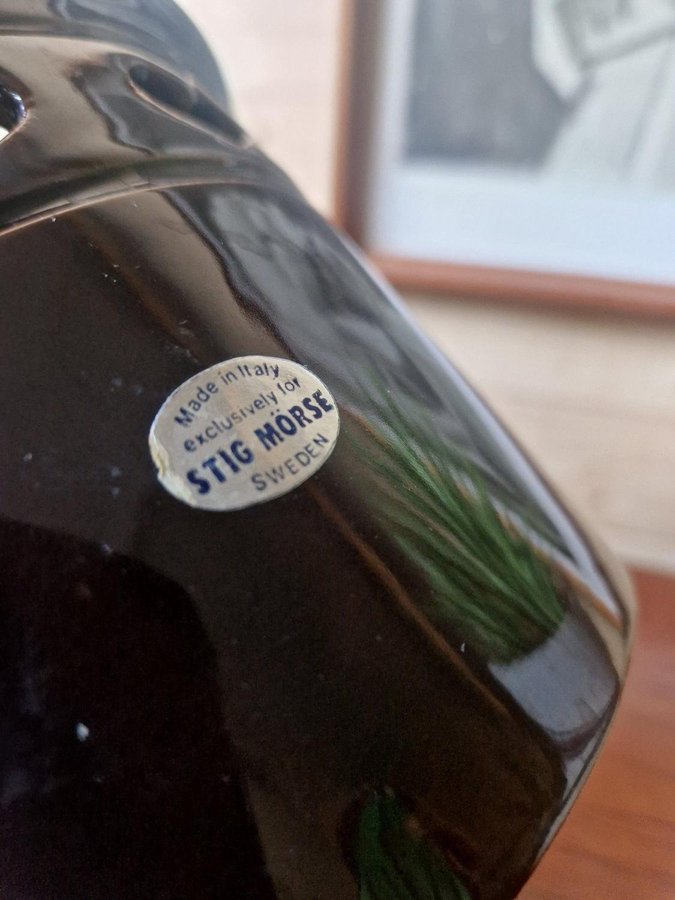 Made in Italy
exclusively for
STIG MÖRSE
SWEDEN